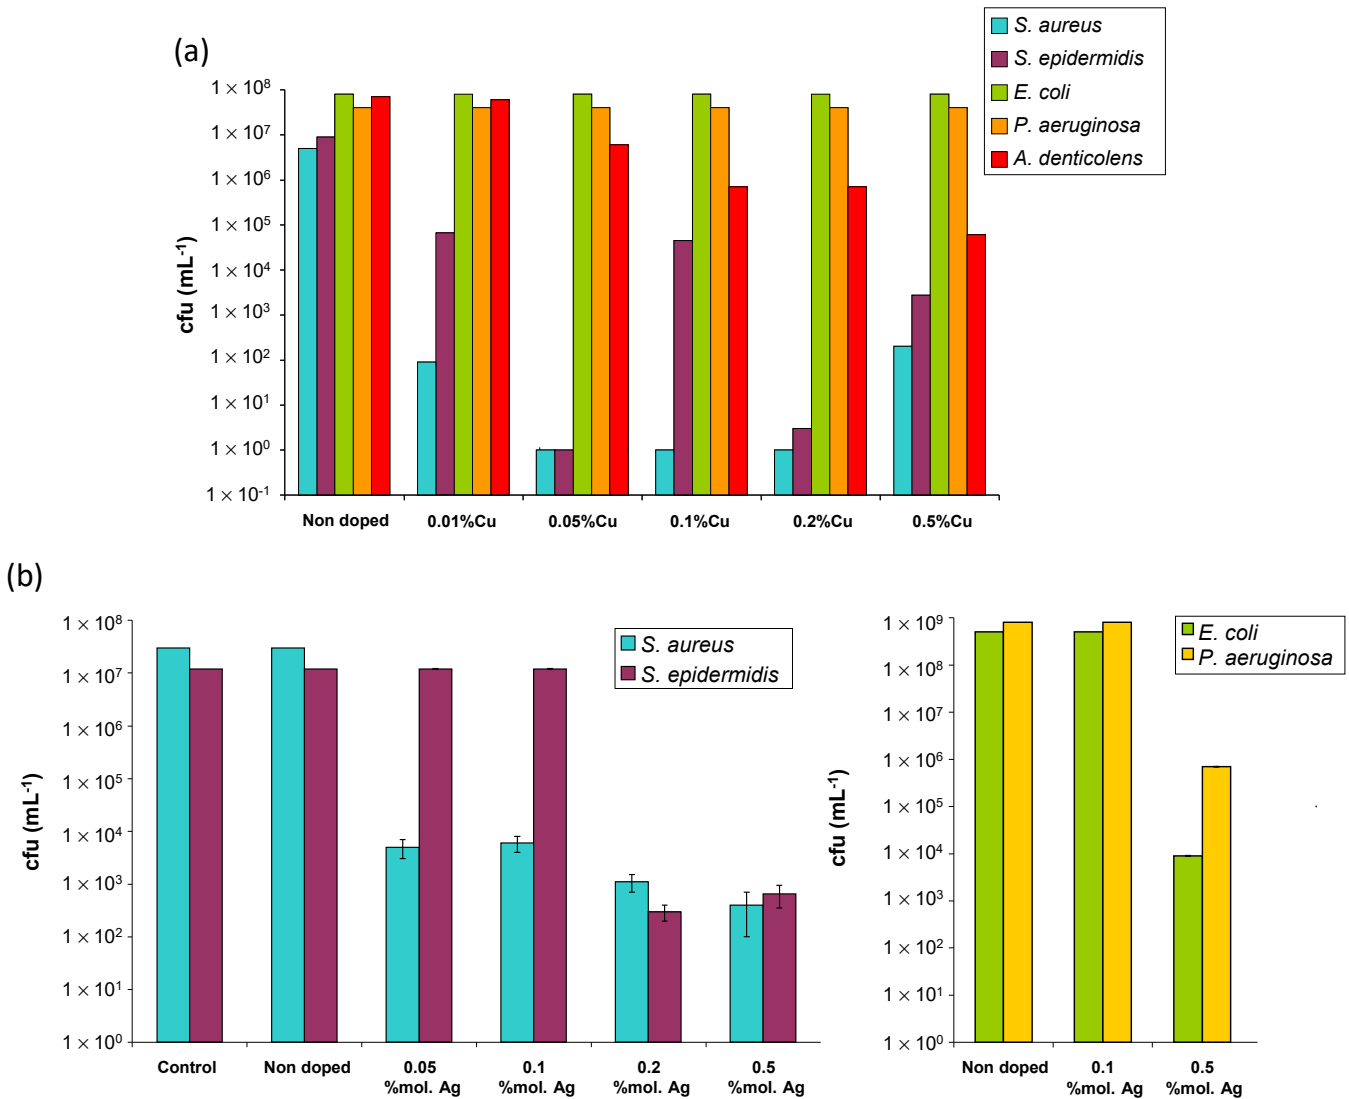 (a)
S. aureus
S. epidermidis
E. coli
P. aeruginosa
A. denticolens
cfu (mL⁻¹)
1 × 10⁸
1 × 10⁷
1 × 10⁶
1 × 10⁵
1 × 10⁴
1 × 10³
1 × 10²
1 × 10¹
1 × 10⁰
1 × 10⁻¹
Non doped 0.01%Cu 0.05%Cu 0.1%Cu 0.2%Cu 0.5%Cu
(b)
cfu (mL⁻¹)
1 × 10⁸
1 × 10⁷
1 × 10⁶
1 × 10⁵
1 × 10⁴
1 × 10³
1 × 10²
1 × 10¹
1 × 10⁰
S. aureus
S. epidermidis
Control Non doped 0.05 0.1 0.2 0.5
%mol. Ag %mol. Ag %mol. Ag %mol. Ag
cfu (mL⁻¹)
1 × 10⁹
1 × 10⁸
1 × 10⁷
1 × 10⁶
1 × 10⁵
1 × 10⁴
1 × 10³
1 × 10²
1 × 10¹
1 × 10⁰
E. coli
P. aeruginosa
Non doped 0.1 0.5
%mol. Ag %mol. Ag